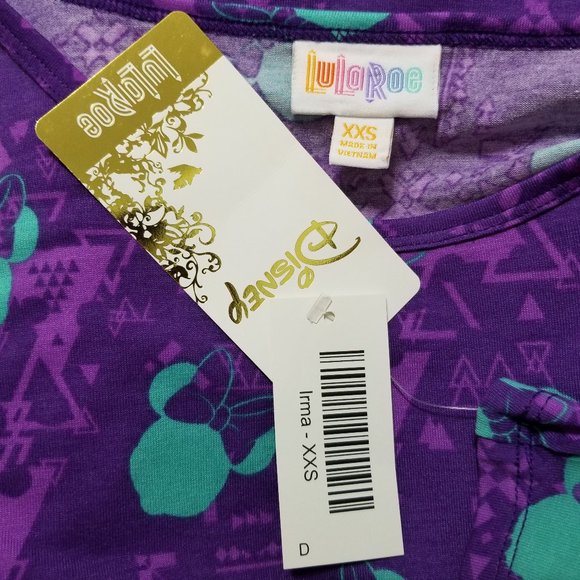 LuLaRoe
XXS
MADE IN
VIETNAM
LuLaRoe
Disney
Irma - XXS
D